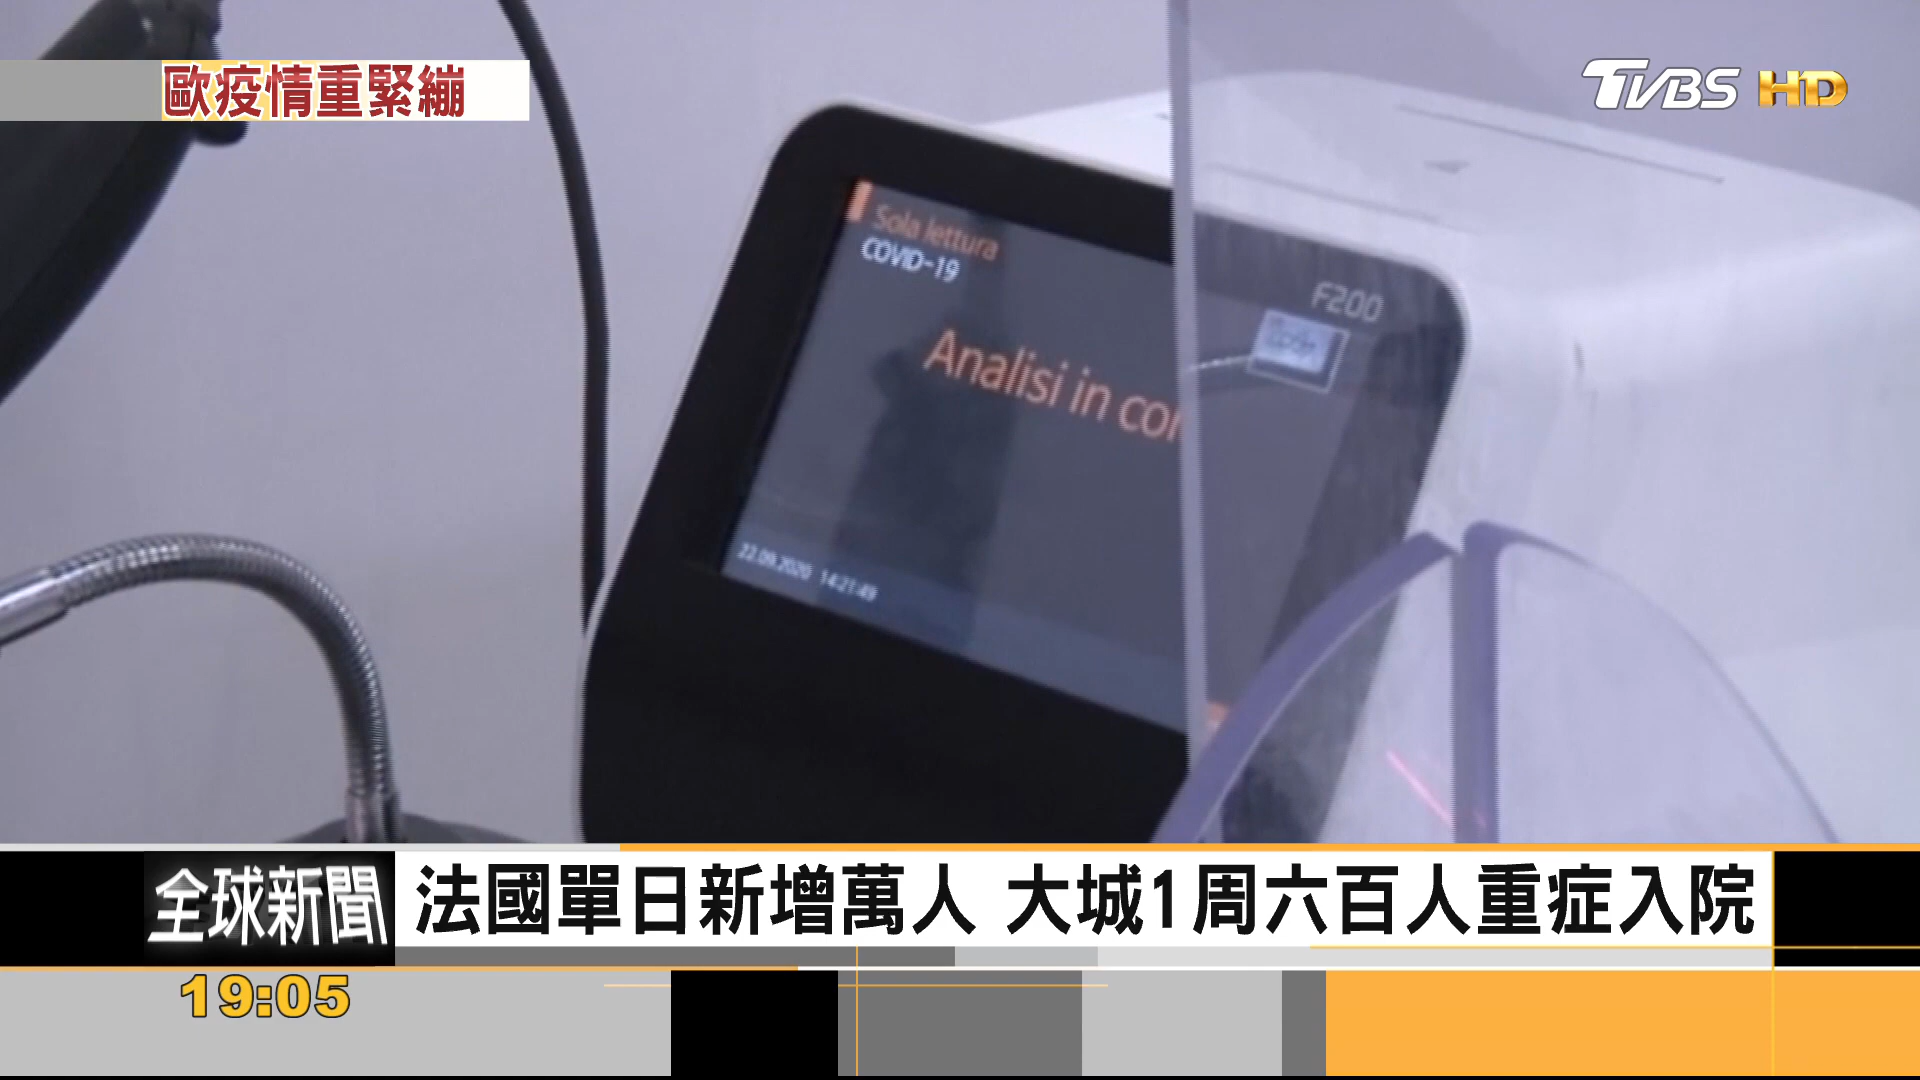 歐疫情重緊繃
TVBS HD
Sola lettura
COVID-19
F200
Analisi in cor
22.09.2020 14:21:49
全球新聞
法國單日新增萬人 大城1周六百人重症入院
19:05